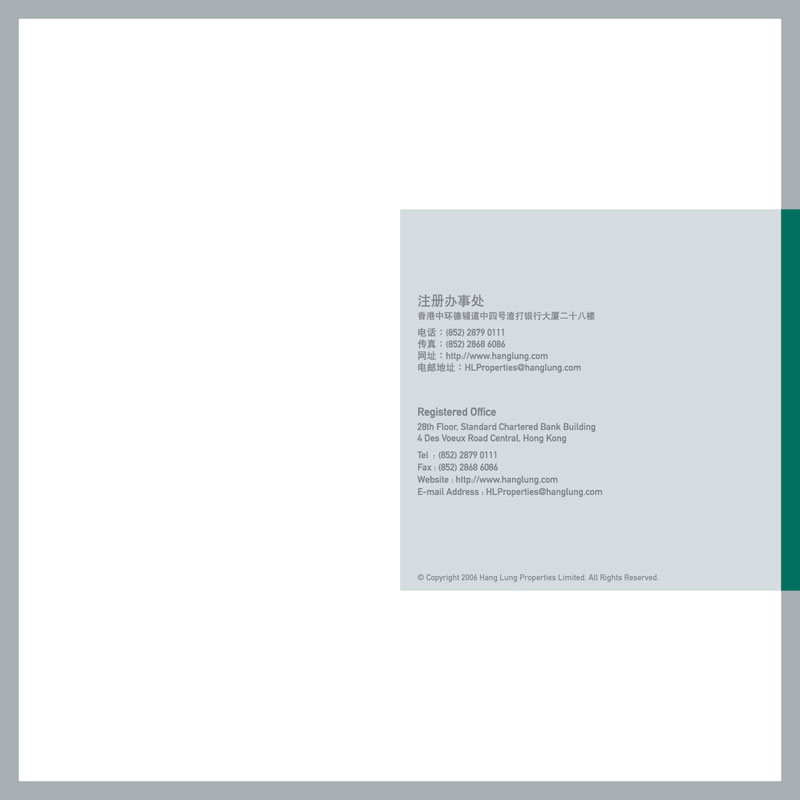 注册办事处
香港中环德辅道中四号渣打银行大厦二十八楼
电话：(852) 2879 0111
传真：(852) 2868 6086
网址：http://www.hanglung.com
电邮地址：HLProperties@hanglung.com
Registered Office
28th Floor, Standard Chartered Bank Building
4 Des Voeux Road Central, Hong Kong
Tel : (852) 2879 0111
Fax : (852) 2868 6086
Website : http://www.hanglung.com
E-mail Address : HLProperties@hanglung.com
© Copyright 2006 Hang Lung Properties Limited. All Rights Reserved.